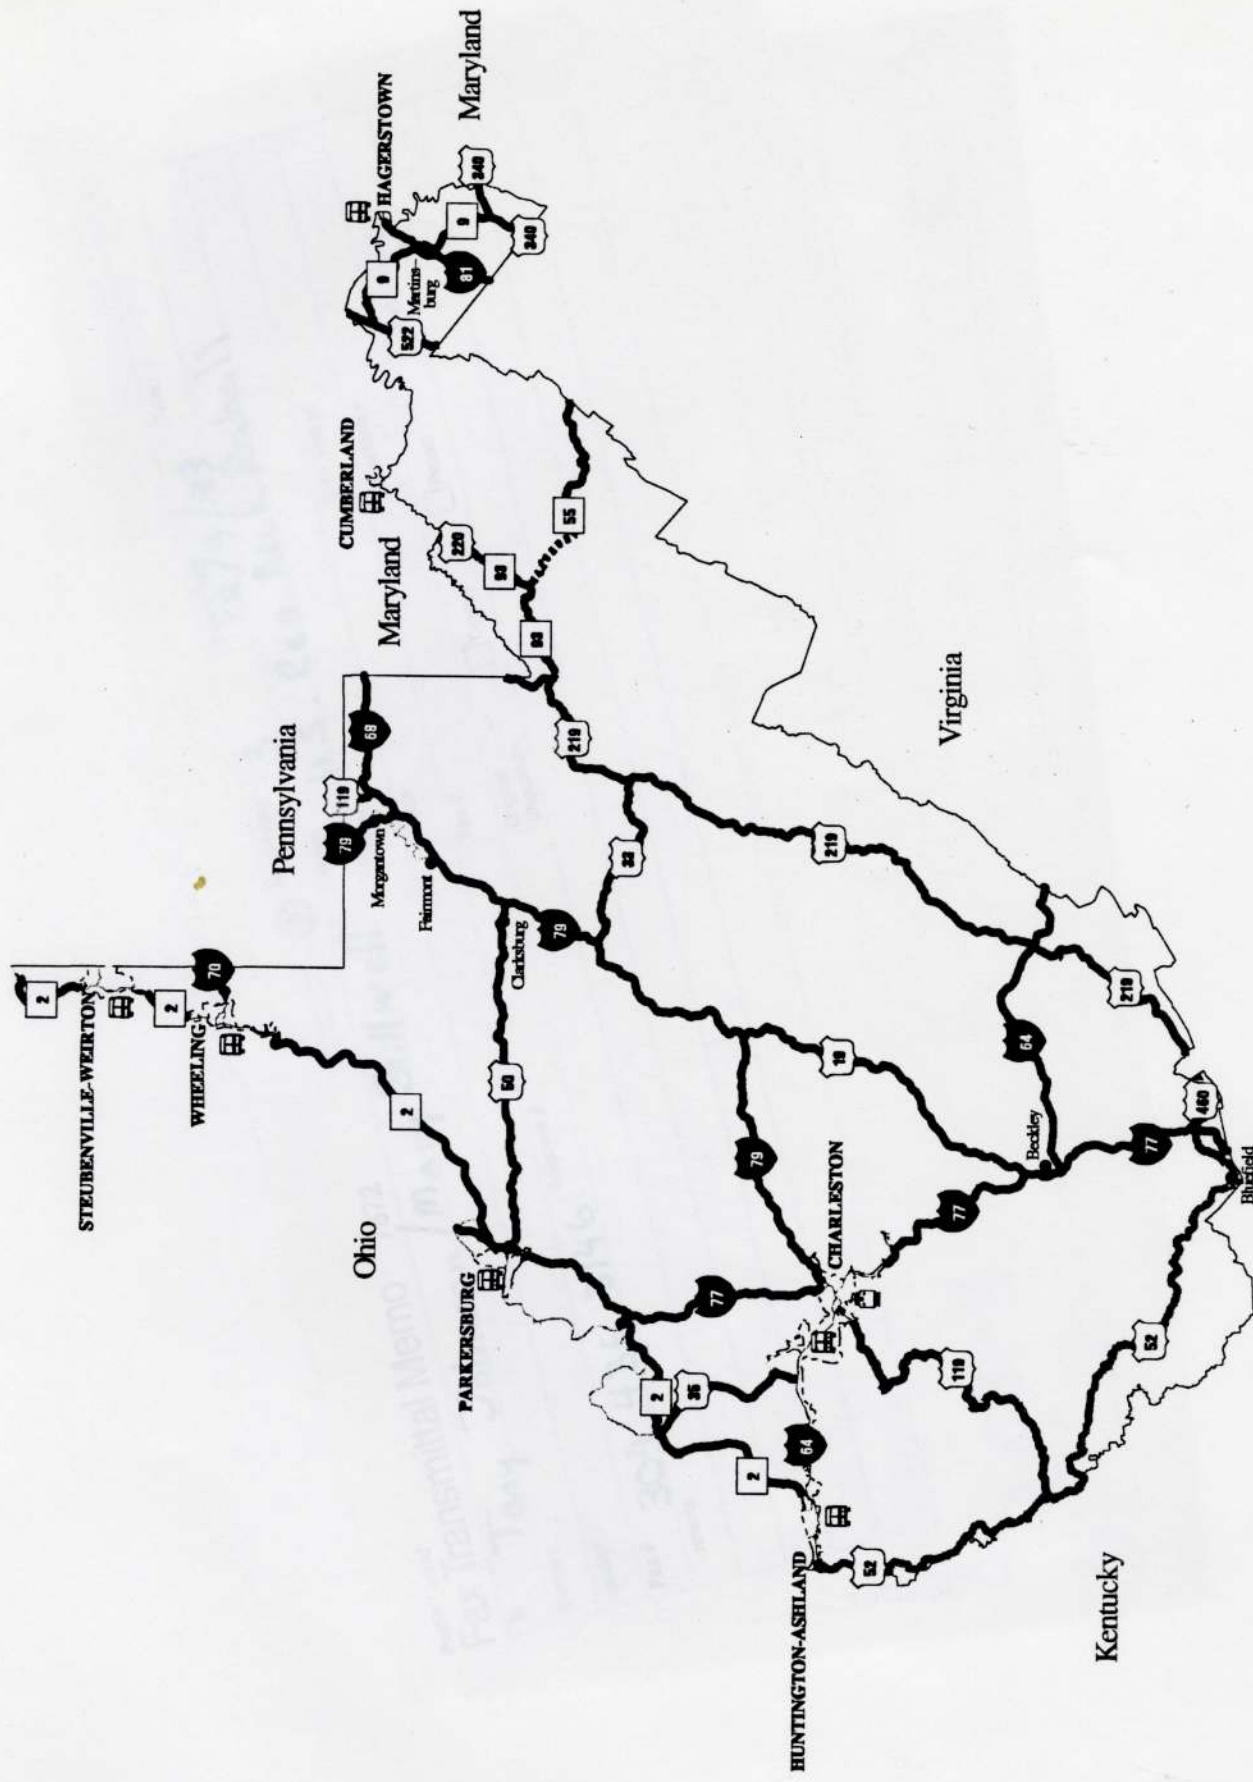 STEUBENVILLE-WEIRTON
WHEELING
Pennsylvania
Maryland
CUMBERLAND
HAGERSTOWN
Maryland
Martins-
burg
Morgantown
Fairmont
Clarksburg
Ohio
PARKERSBURG
CHARLESTON
HUNTINGTON-ASHLAND
Kentucky
Virginia
Beckley
Bluefield
2
2
70
2
79
119
68
50
79
33
219
93
93
220
55
522
9
81
9
340
340
219
219
64
19
79
77
77
77
460
2
35
64
2
52
119
52
Fax Transmittal Memo